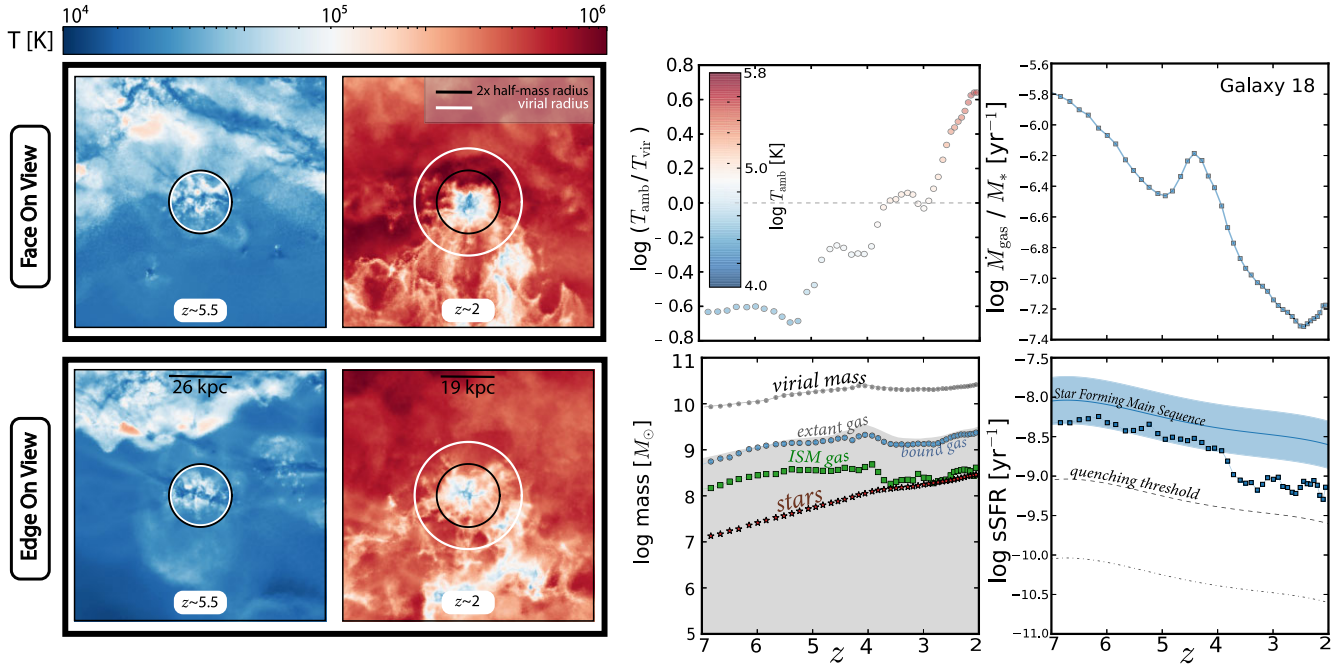 T [K]
10^4
10^5
10^6
Face On View
2x half-mass radius
virial radius
z~5.5
z~2
Edge On View
26 kpc
19 kpc
z~5.5
z~2
log (T_amb / T_vir)
0.8
0.6
0.4
0.2
0.0
- 0.2
- 0.4
- 0.6
- 0.8
5.8
5.0
4.0
log T_amb [K]
log Ṁ_gas / M_* [yr^-1]
Galaxy 18
−5.6
−5.8
−6.0
−6.2
−6.4
−6.6
−6.8
−7.0
−7.2
−7.4
log mass [M_⊙]
11
10
9
8
7
6
5
virial mass
extant gas
bound gas
ISM gas
stars
7 6 5 4 3 2
z
log sSFR [yr^-1]
−7.5
−8.0
−8.5
−9.0
−9.5
−10.0
−10.5
−11.0
Star Forming Main Sequence
quenching threshold
7 6 5 4 3 2
z